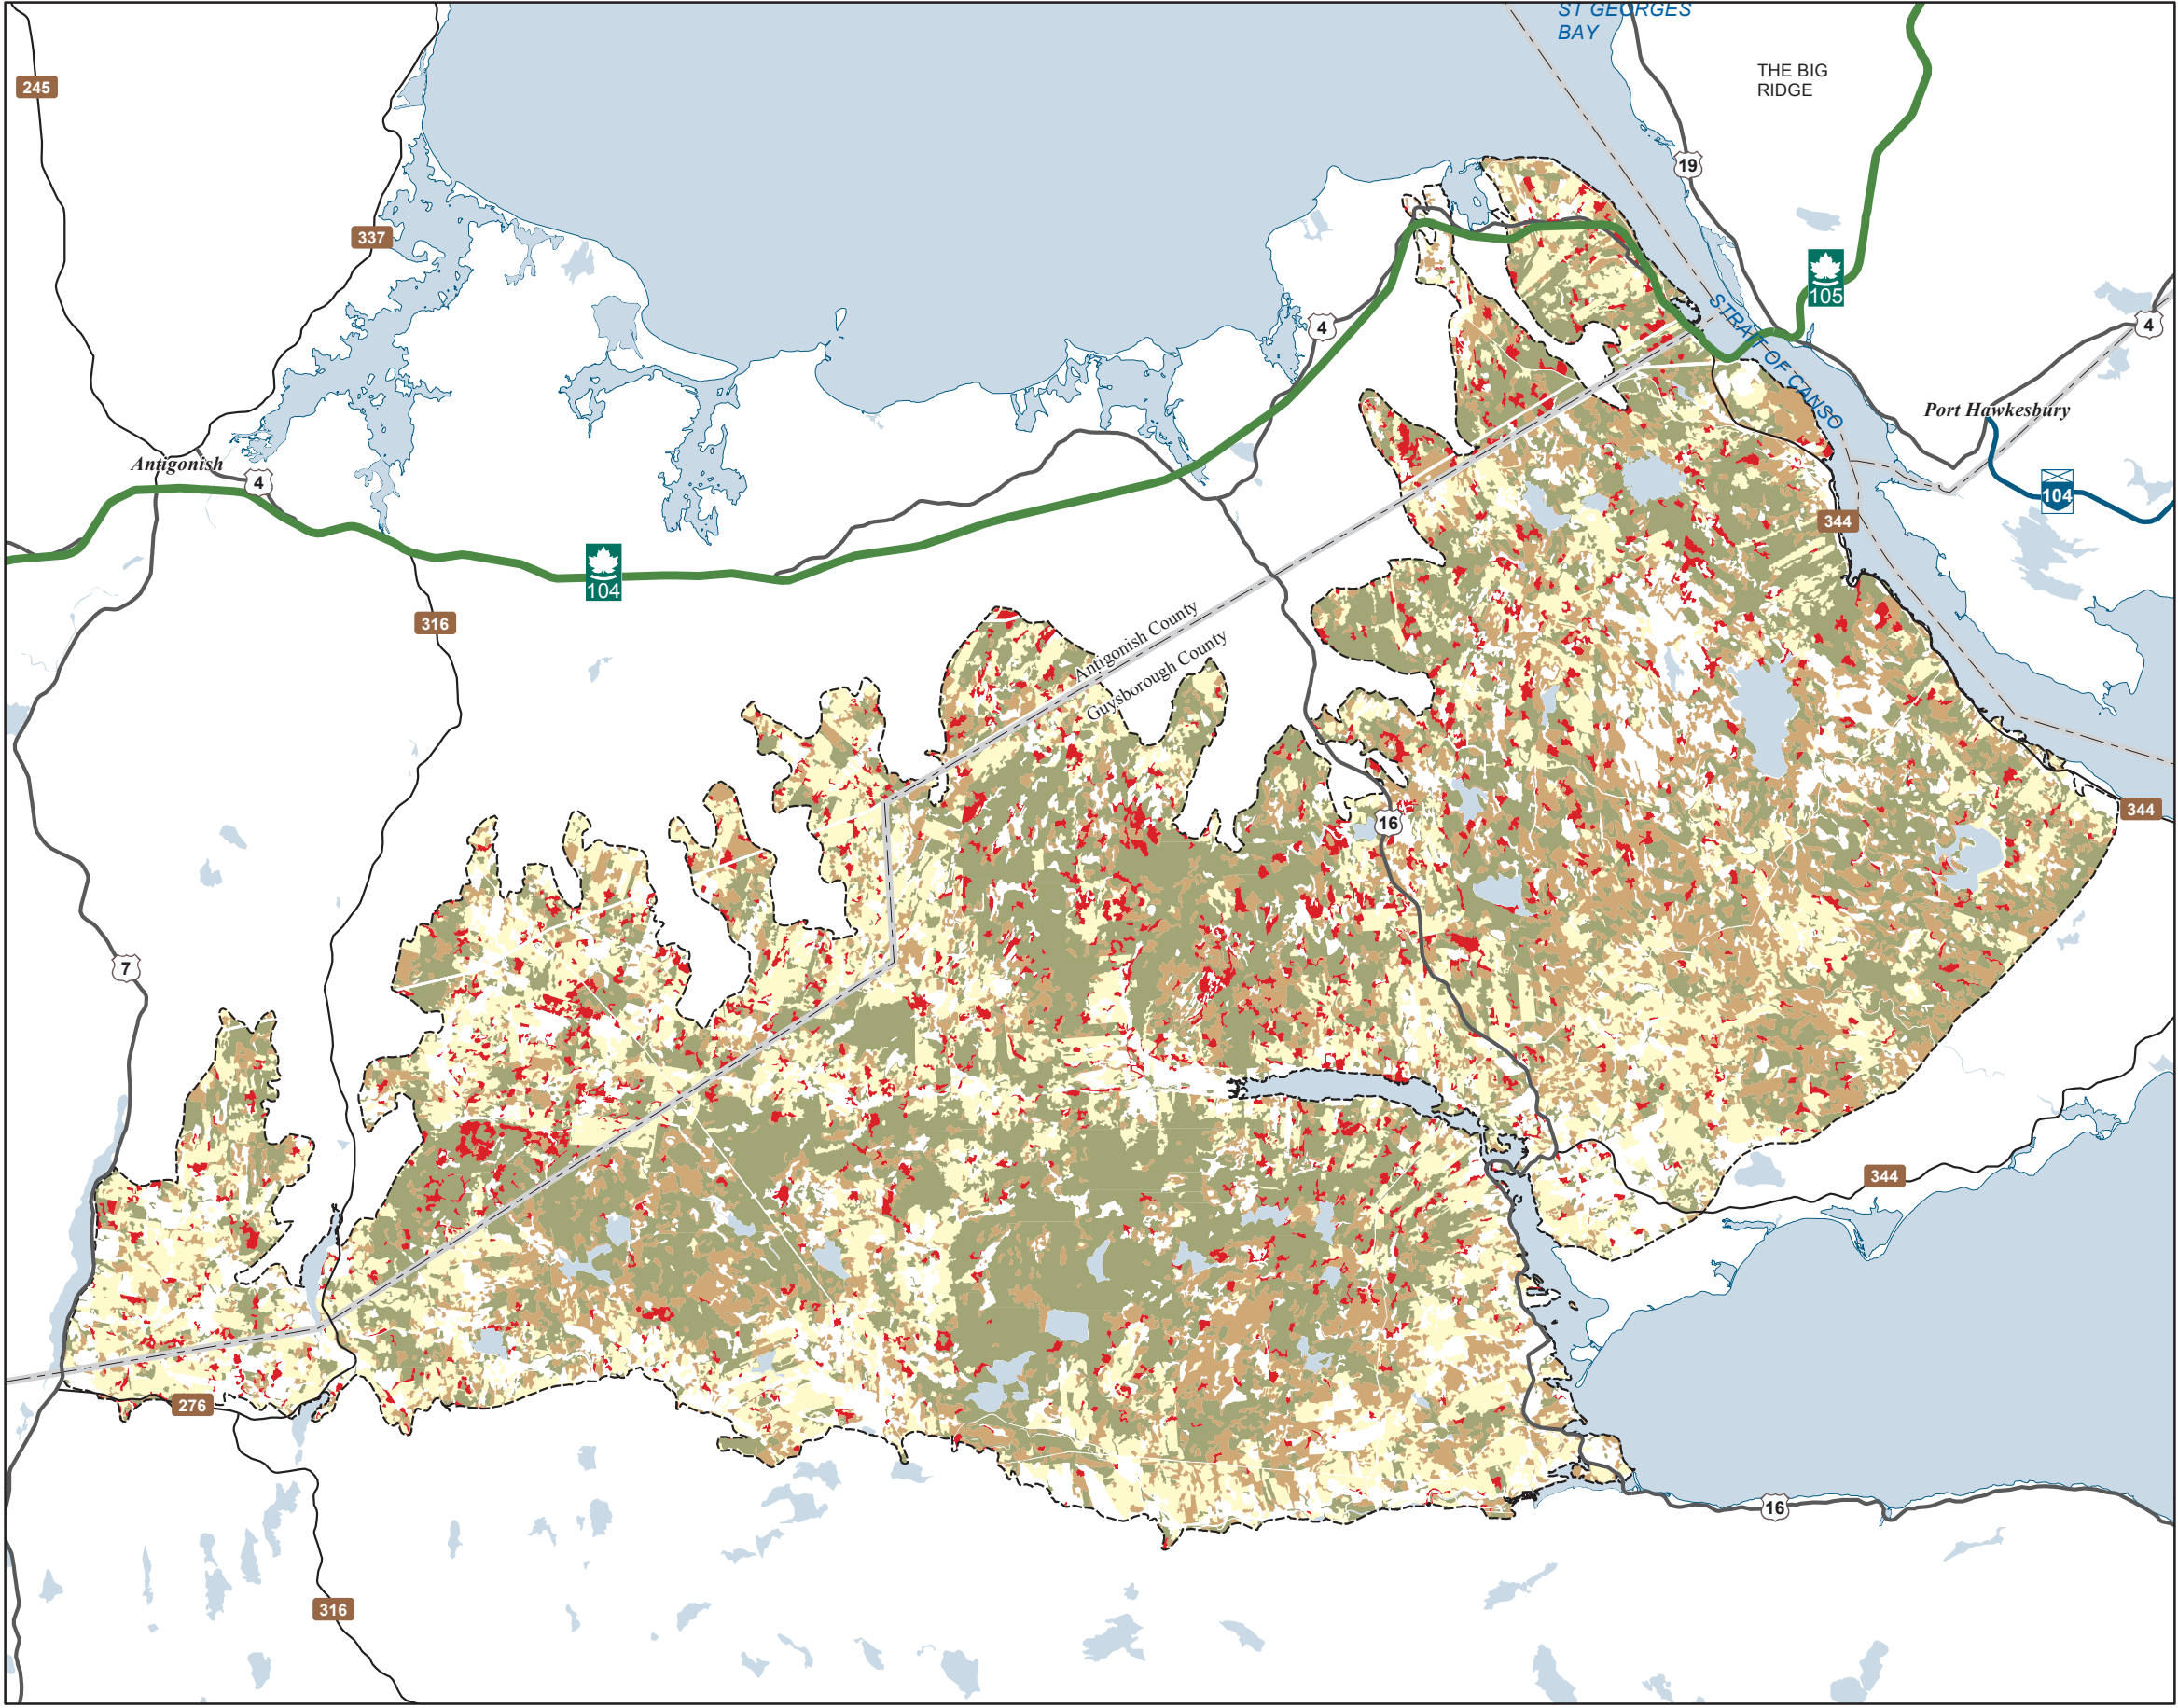 ST GEORGES
BAY
THE BIG
RIDGE
245
19
337
105
STRAIT OF CANSO
4
4
Port Hawkesbury
Antigonish
4
104
344
104
316
Antigonish County
Guysborough County
344
16
7
344
276
16
316